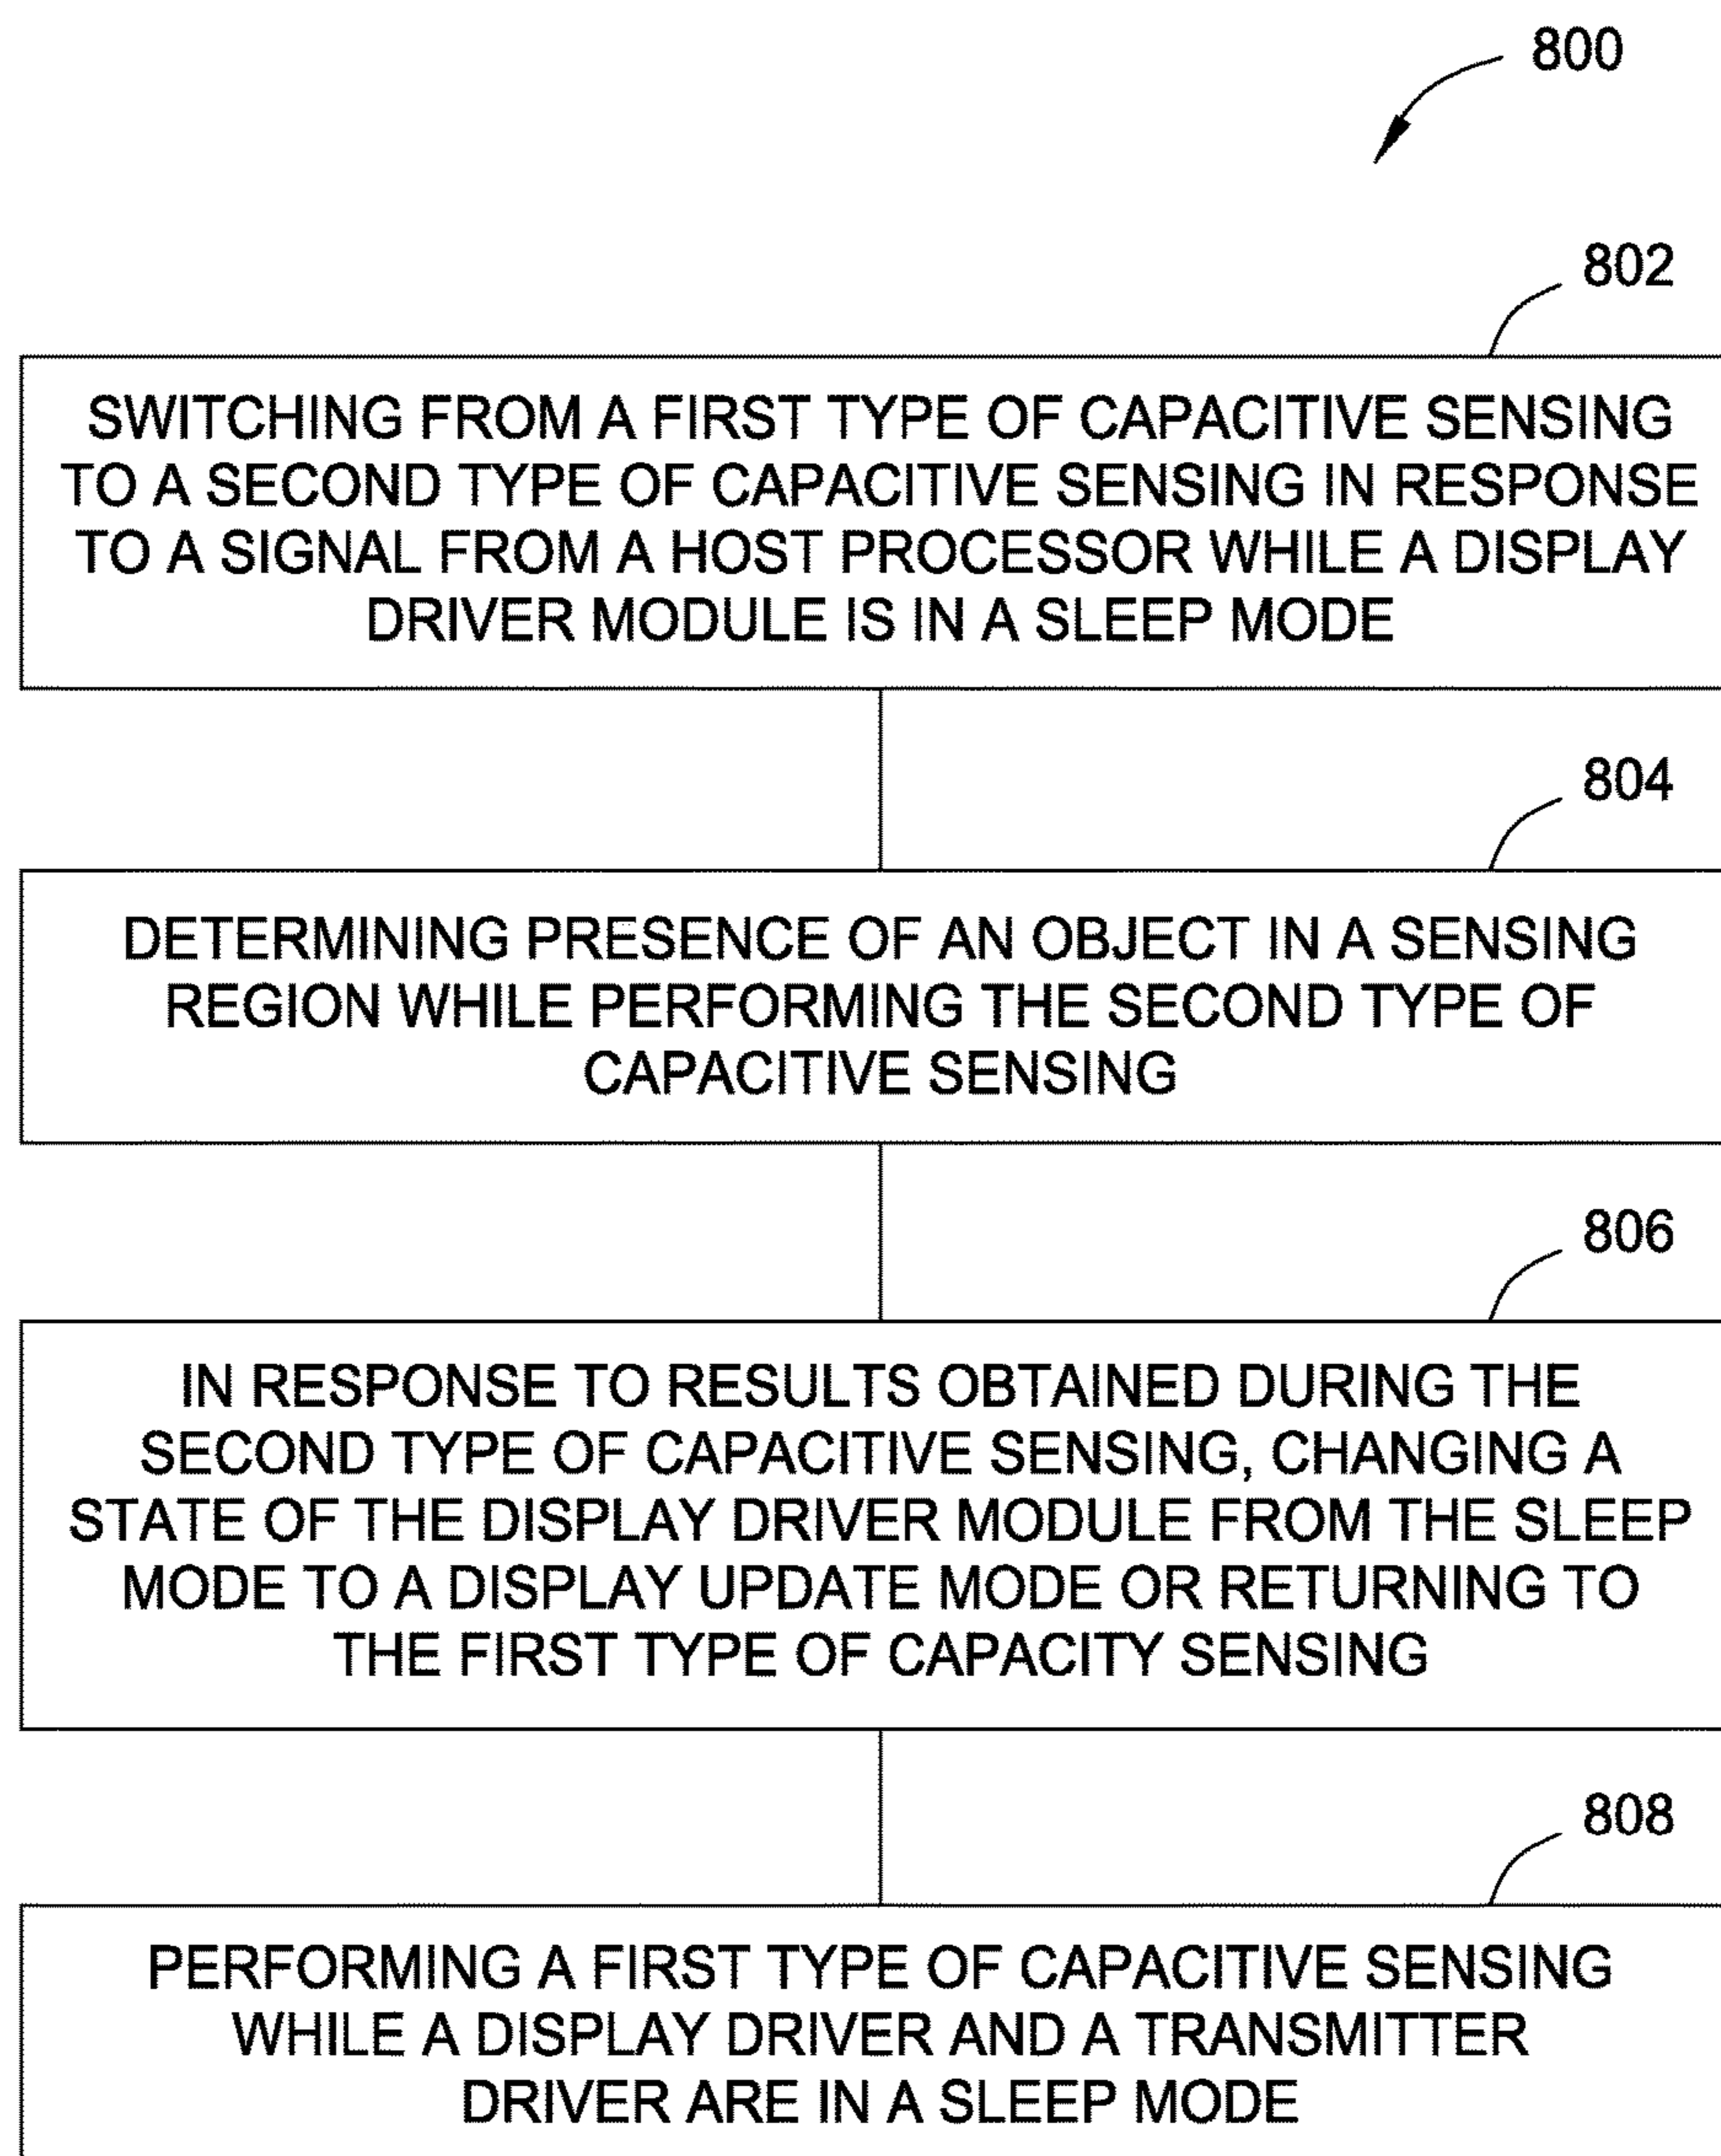 800
802
SWITCHING FROM A FIRST TYPE OF CAPACITIVE SENSING
TO A SECOND TYPE OF CAPACITIVE SENSING IN RESPONSE
TO A SIGNAL FROM A HOST PROCESSOR WHILE A DISPLAY
DRIVER MODULE IS IN A SLEEP MODE
804
DETERMINING PRESENCE OF AN OBJECT IN A SENSING
REGION WHILE PERFORMING THE SECOND TYPE OF
CAPACITIVE SENSING
806
IN RESPONSE TO RESULTS OBTAINED DURING THE
SECOND TYPE OF CAPACITIVE SENSING, CHANGING A
STATE OF THE DISPLAY DRIVER MODULE FROM THE SLEEP
MODE TO A DISPLAY UPDATE MODE OR RETURNING TO
THE FIRST TYPE OF CAPACITY SENSING
808
PERFORMING A FIRST TYPE OF CAPACITIVE SENSING
WHILE A DISPLAY DRIVER AND A TRANSMITTER
DRIVER ARE IN A SLEEP MODE